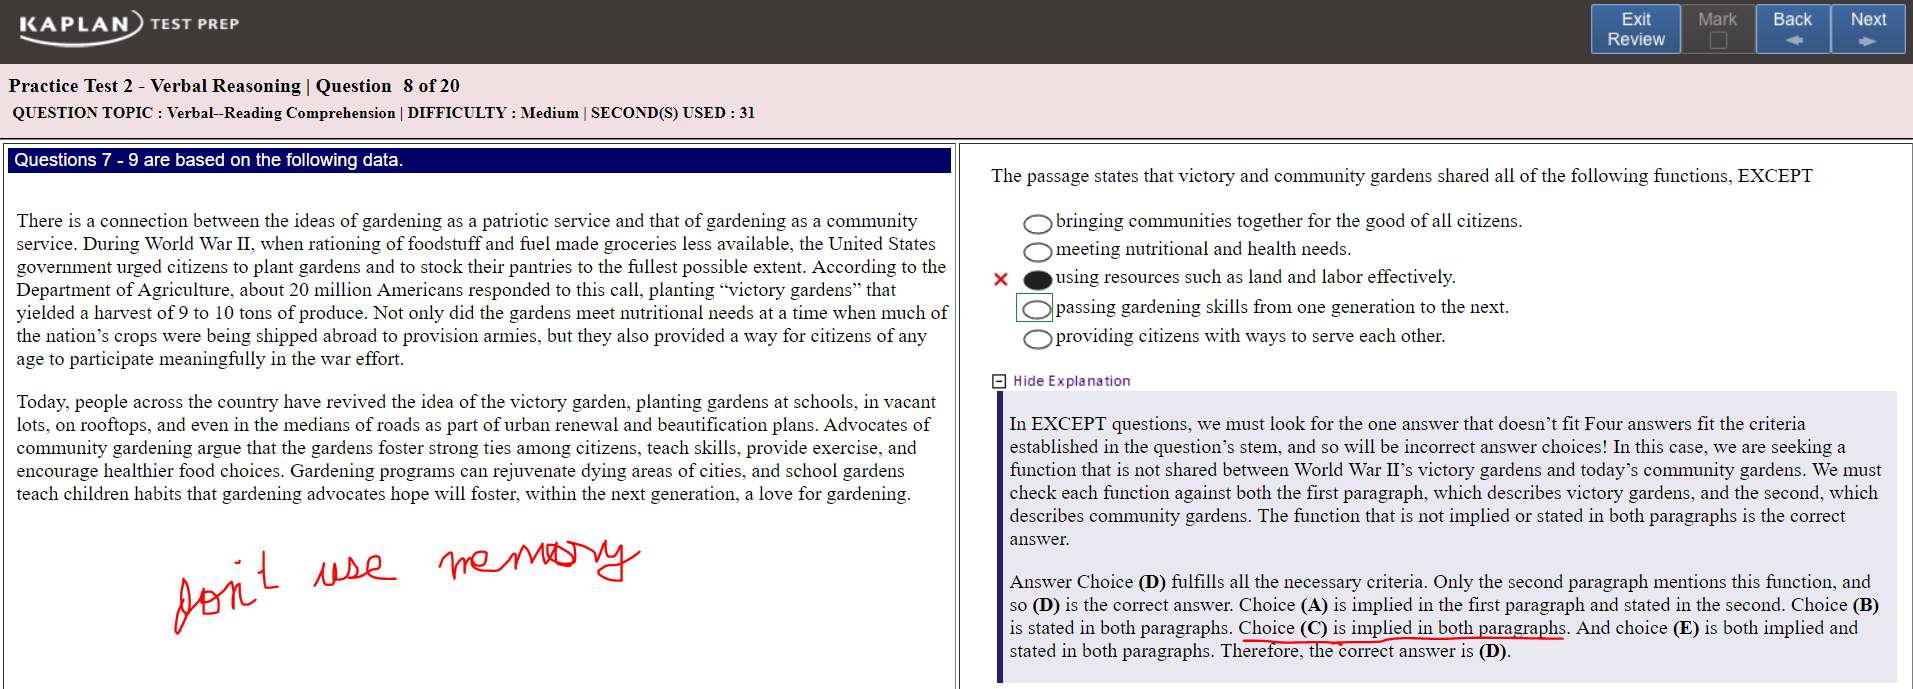 KAPLAN TEST PREP
Exit Review
Mark
Back
Next
Practice Test 2 - Verbal Reasoning | Question 8 of 20
QUESTION TOPIC : Verbal--Reading Comprehension | DIFFICULTY : Medium | SECOND(S) USED : 31
Questions 7 - 9 are based on the following data.
There is a connection between the ideas of gardening as a patriotic service and that of gardening as a community
service. During World War II, when rationing of foodstuff and fuel made groceries less available, the United States
government urged citizens to plant gardens and to stock their pantries to the fullest possible extent. According to the
Department of Agriculture, about 20 million Americans responded to this call, planting “victory gardens” that
yielded a harvest of 9 to 10 tons of produce. Not only did the gardens meet nutritional needs at a time when much of
the nation’s crops were being shipped abroad to provision armies, but they also provided a way for citizens of any
age to participate meaningfully in the war effort.
Today, people across the country have revived the idea of the victory garden, planting gardens at schools, in vacant
lots, on rooftops, and even in the medians of roads as part of urban renewal and beautification plans. Advocates of
community gardening argue that the gardens foster strong ties among citizens, teach skills, provide exercise, and
encourage healthier food choices. Gardening programs can rejuvenate dying areas of cities, and school gardens
teach children habits that gardening advocates hope will foster, within the next generation, a love for gardening.
don't use memory
The passage states that victory and community gardens shared all of the following functions, EXCEPT
bringing communities together for the good of all citizens.
meeting nutritional and health needs.
using resources such as land and labor effectively.
passing gardening skills from one generation to the next.
providing citizens with ways to serve each other.
Hide Explanation
In EXCEPT questions, we must look for the one answer that doesn’t fit Four answers fit the criteria
established in the question’s stem, and so will be incorrect answer choices! In this case, we are seeking a
function that is not shared between World War II’s victory gardens and today’s community gardens. We must
check each function against both the first paragraph, which describes victory gardens, and the second, which
describes community gardens. The function that is not implied or stated in both paragraphs is the correct
answer.
Answer Choice (D) fulfills all the necessary criteria. Only the second paragraph mentions this function, and
so (D) is the correct answer. Choice (A) is implied in the first paragraph and stated in the second. Choice (B)
is stated in both paragraphs. Choice (C) is implied in both paragraphs. And choice (E) is both implied and
stated in both paragraphs. Therefore, the correct answer is (D).